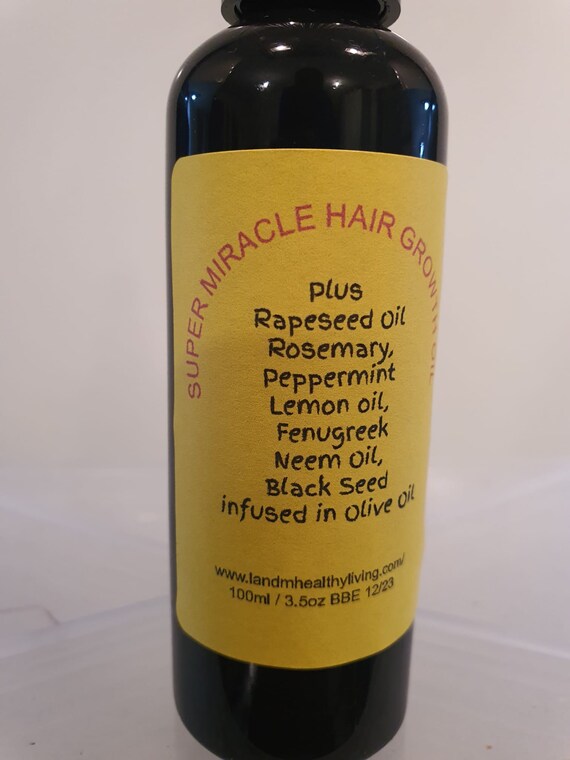 SUPER MIRACLE HAIR GROWTH OIL
Plus
Rapeseed Oil
Rosemary,
Peppermint
Lemon oil,
Fenugreek
Neem Oil,
Black Seed
infused in Olive Oil
www.landmhealthyliving.com/
100ml / 3.5oz BBE 12/23